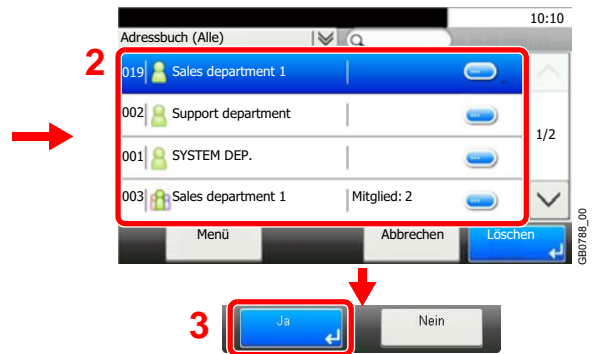 10:10
Adressbuch (Alle)
2
019 Sales department 1
002 Support department
001 SYSTEM DEP.
1/2
003 Sales department 1 Mitglied: 2
Menü Abbrechen Löschen
GB0788_00
3 Ja Nein